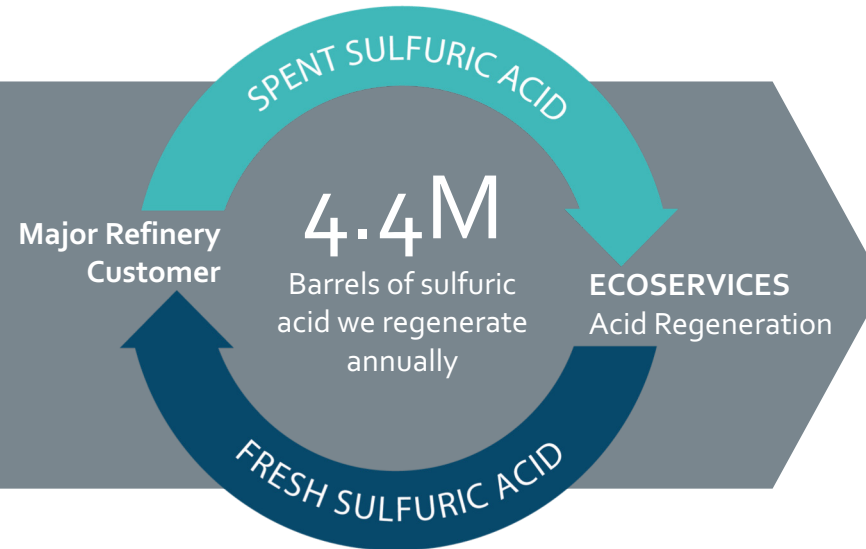 SPENT SULFURIC ACID
Major Refinery
Customer
4.4M
Barrels of sulfuric
acid we regenerate
annually
ECOSERVICES
Acid Regeneration
FRESH SULFURIC ACID